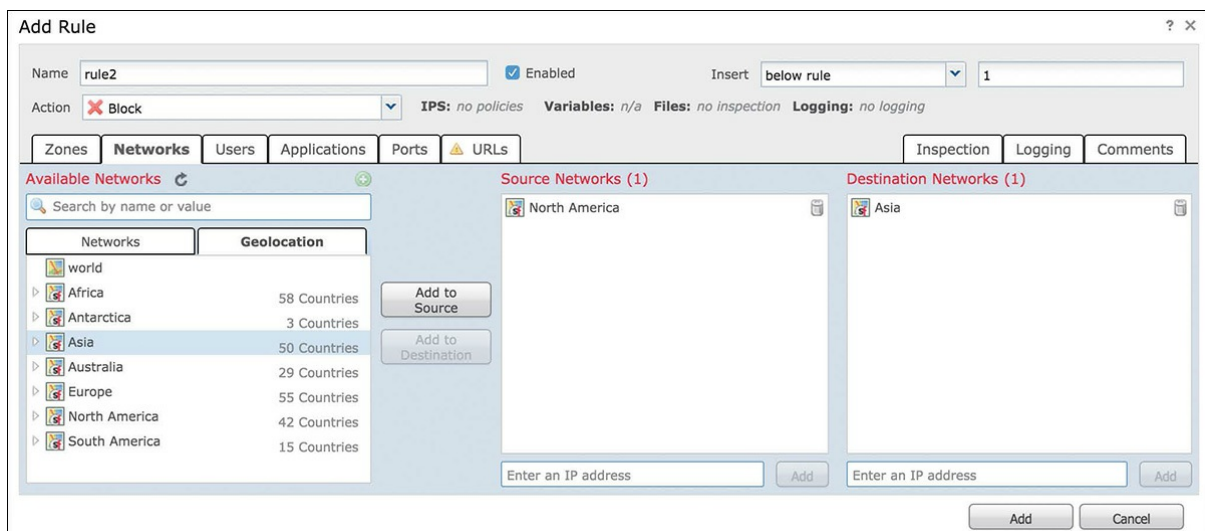 Add Rule ? ×
Name rule2 Enabled Insert below rule 1
Action Block IPS: no policies Variables: n/a Files: no inspection Logging: no logging
Zones Networks Users Applications Ports URLs Inspection Logging Comments
Available Networks Source Networks (1) Destination Networks (1)
Search by name or value North America Asia
Networks Geolocation
world
Africa 58 Countries
Antarctica 3 Countries
Asia 50 Countries
Australia 29 Countries
Europe 55 Countries
North America 42 Countries
South America 15 Countries
Add to
Source
Add to
Destination
Enter an IP address Add Enter an IP address Add
Add Cancel